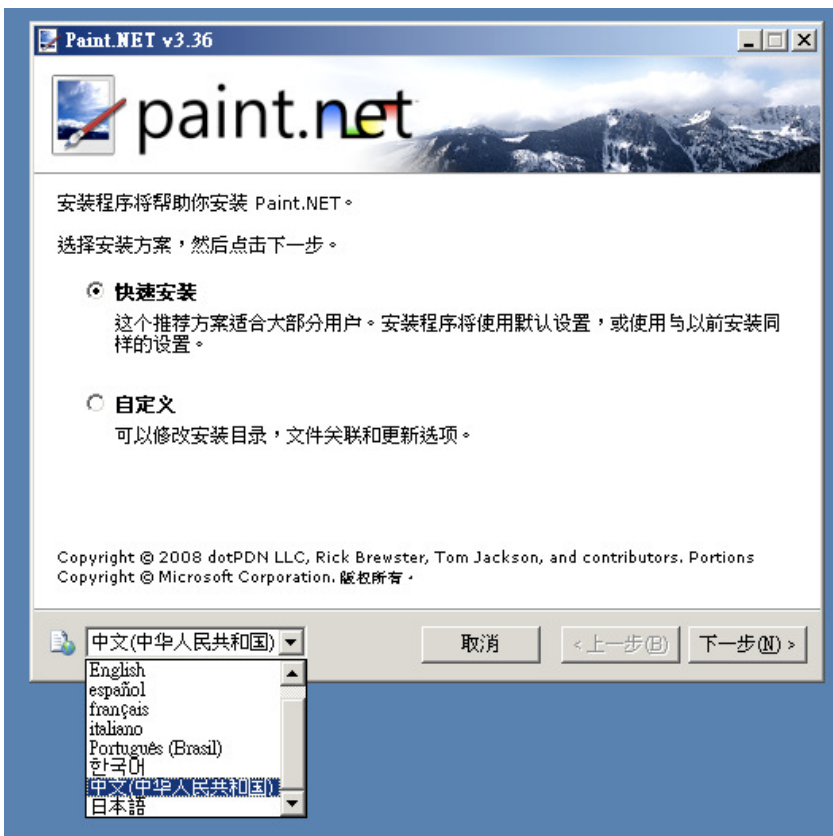 Paint.NET v3.36
paint.net
安装程序将帮助你安装 Paint.NET。
选择安装方案，然后点击下一步。
快速安装
这个推荐方案适合大部分用户。安装程序将使用默认设置，或使用与以前安装同
样的设置。
自定义
可以修改安装目录，文件关联和更新选项。
Copyright © 2008 dotPDN LLC, Rick Brewster, Tom Jackson, and contributors. Portions
Copyright © Microsoft Corporation. 版权所有。
中文(中华人民共和国)
取消
<上一步(B)
下一步(N) >
English
español
français
italiano
Português (Brasil)
한국어
中文(中华人民共和国)
日本語